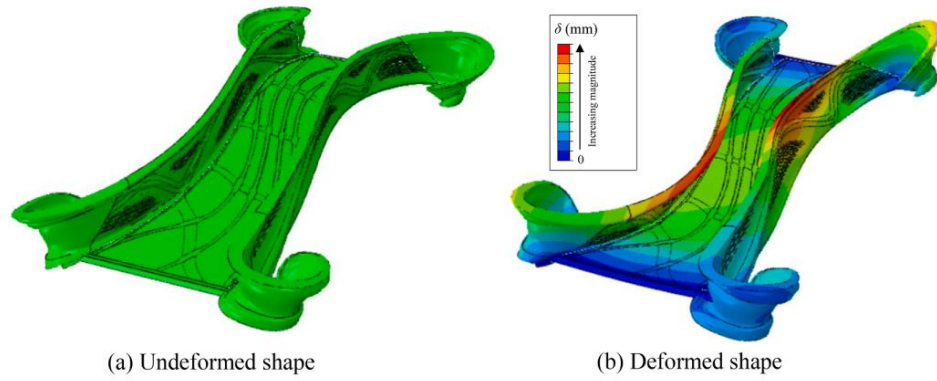 δ (mm)
Increasing magnitude
0
(a) Undeformed shape
(b) Deformed shape